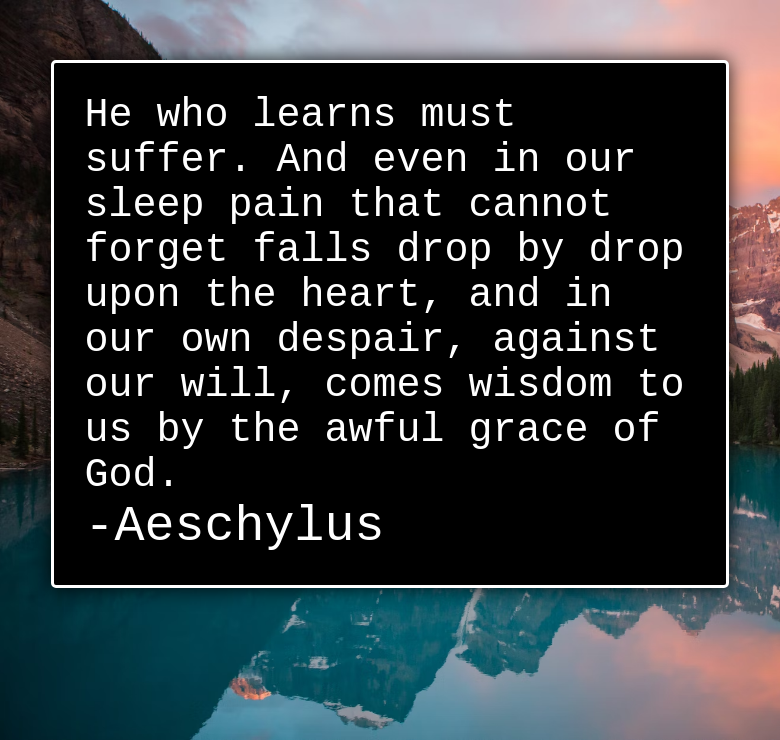 He who learns must
suffer. And even in our
sleep pain that cannot
forget falls drop by drop
upon the heart, and in
our own despair, against
our will, comes wisdom to
us by the awful grace of
God.
-Aeschylus